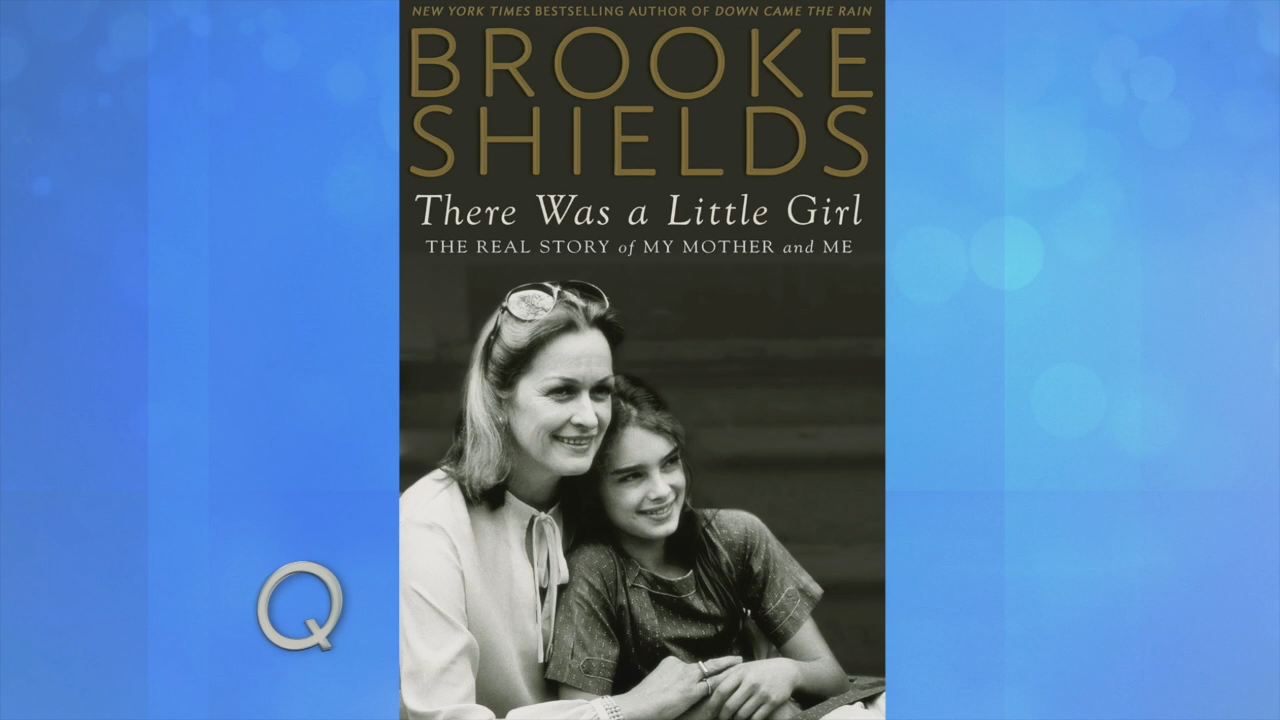 NEW YORK TIMES BESTSELLING AUTHOR OF DOWN CAME THE RAIN
BROOKE
SHIELDS
There Was a Little Girl
THE REAL STORY of MY MOTHER and ME
Q